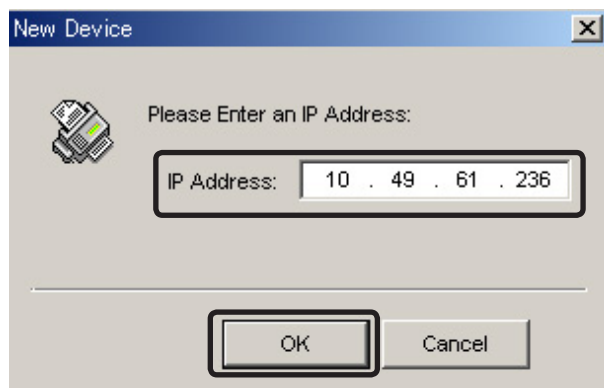 New Device
Please Enter an IP Address:
IP Address: 10 . 49 . 61 . 236
OK Cancel